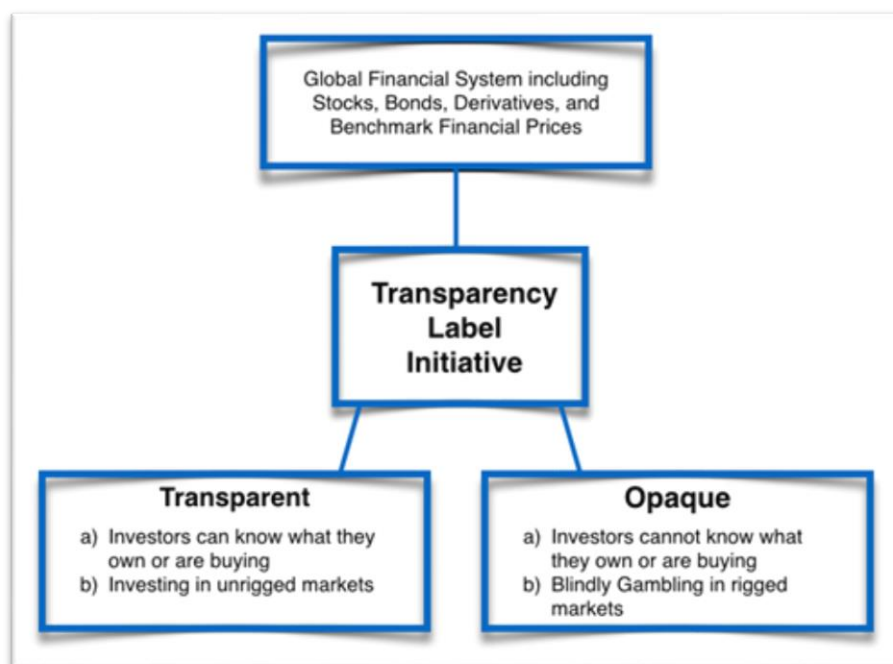 Global Financial System including
Stocks, Bonds, Derivatives, and
Benchmark Financial Prices
Transparency
Label
Initiative
Transparent
a) Investors can know what they
own or are buying
b) Investing in unrigged markets
Opaque
a) Investors cannot know what
they own or are buying
b) Blindly Gambling in rigged
markets